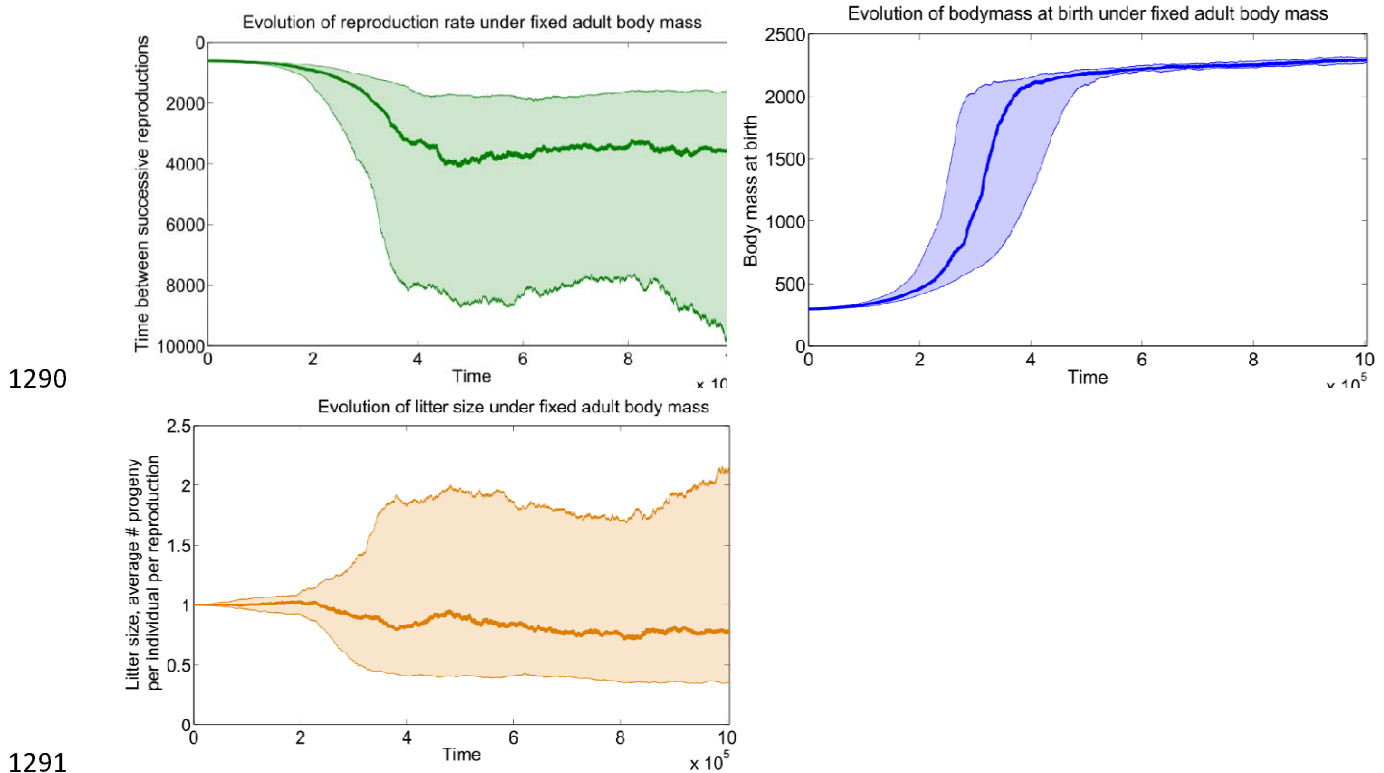 Evolution of reproduction rate under fixed adult body mass
0
2000
4000
6000
8000
10000
Time between successive reproductions
0 2 4 6 8
Time
x 10
Evolution of bodymass at birth under fixed adult body mass
2500
2000
1500
1000
500
0
Body mass at birth
0 2 4 6 8 10
Time
x 10^5
1290
Evolution of litter size under fixed adult body mass
2.5
2
1.5
1
0.5
0
Litter size, average # progeny
per individual per reproduction
0 2 4 6 8 10
Time
x 10^5
1291